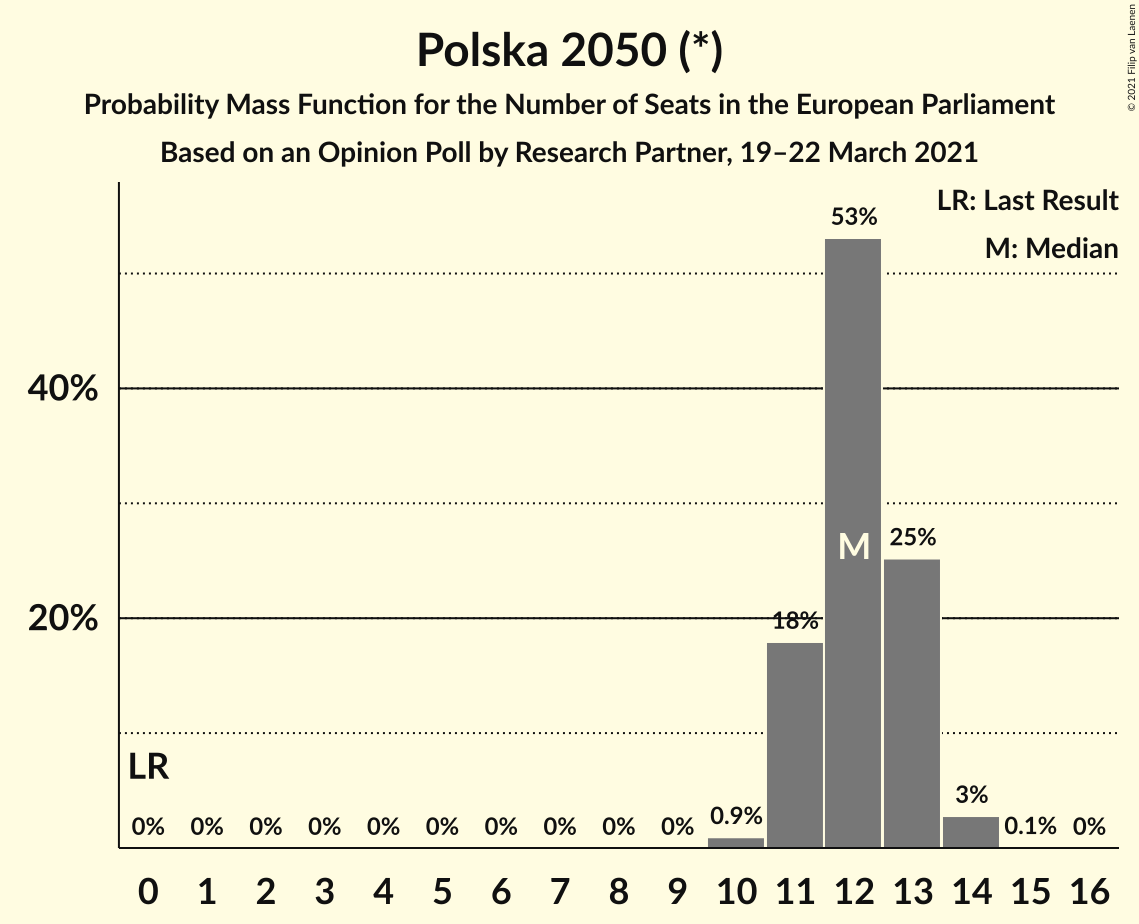 Polska 2050 (*)
Probability Mass Function for the Number of Seats in the European Parliament
Based on an Opinion Poll by Research Partner, 19–22 March 2021
© 2021 Filip van Laenen
LR: Last Result
M: Median
40%
20%
LR
M
0% 0% 0% 0% 0% 0% 0% 0% 0% 0% 0.9% 18% 53% 25% 3% 0.1% 0%
0 1 2 3 4 5 6 7 8 9 10 11 12 13 14 15 16